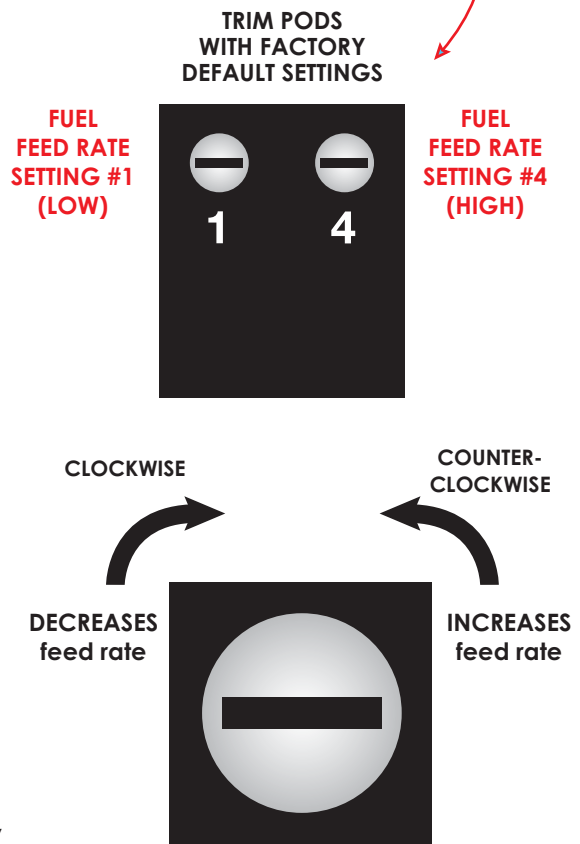 TRIM PODS
WITH FACTORY
DEFAULT SETTINGS
FUEL
FEED RATE
SETTING #1
(LOW)
FUEL
FEED RATE
SETTING #4
(HIGH)
1
4
CLOCKWISE
COUNTER-
CLOCKWISE
DECREASES
feed rate
INCREASES
feed rate